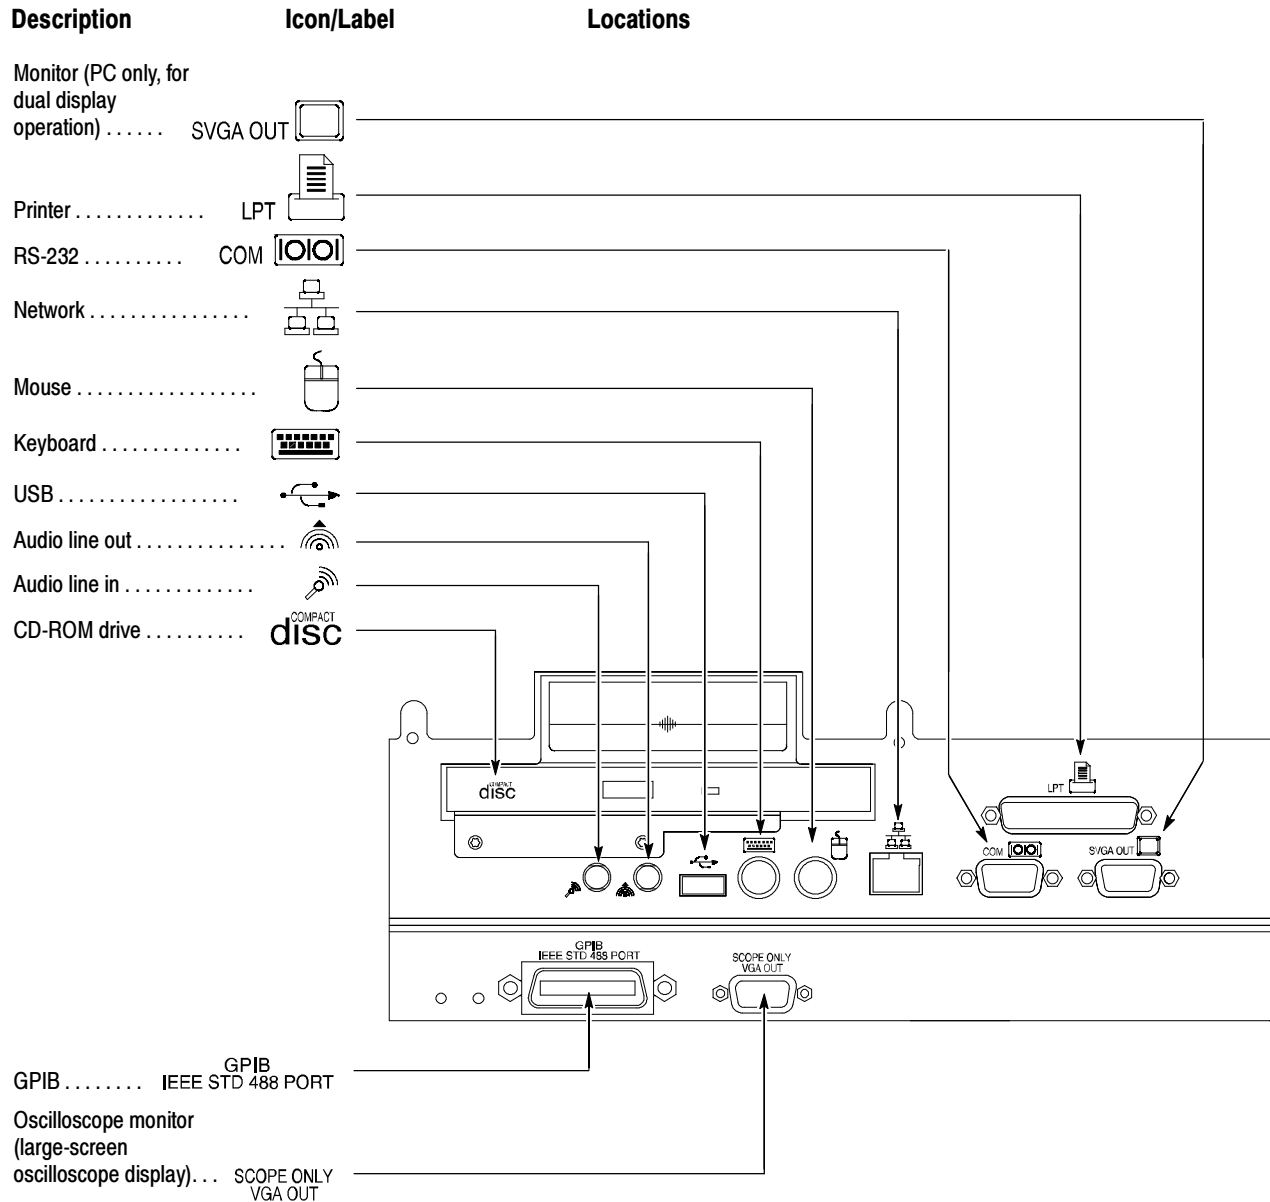 Description Icon/Label Locations
Monitor (PC only, for
dual display
operation) . . . . . . SVGA OUT
Printer . . . . . . . . . . . . . LPT
RS-232 . . . . . . . . . . COM IOIOI
Network . . . . . . . . . . . . . . . .
Mouse . . . . . . . . . . . . . . . . . .
Keyboard . . . . . . . . . . . . . .
USB . . . . . . . . . . . . . . . . . .
Audio line out . . . . . . . . . . . . . . .
Audio line in . . . . . . . . . . . . .
COMPACT
CD-ROM drive . . . . . . . . . . disc
COMPACT
disc
LPT
COM IOIOI
SVGA OUT
GPIB
IEEE STD 488 PORT
SCOPE ONLY
VGA OUT
GPIB
GPIB . . . . . . . . IEEE STD 488 PORT
Oscilloscope monitor
(large-screen
oscilloscope display). . . SCOPE ONLY
VGA OUT